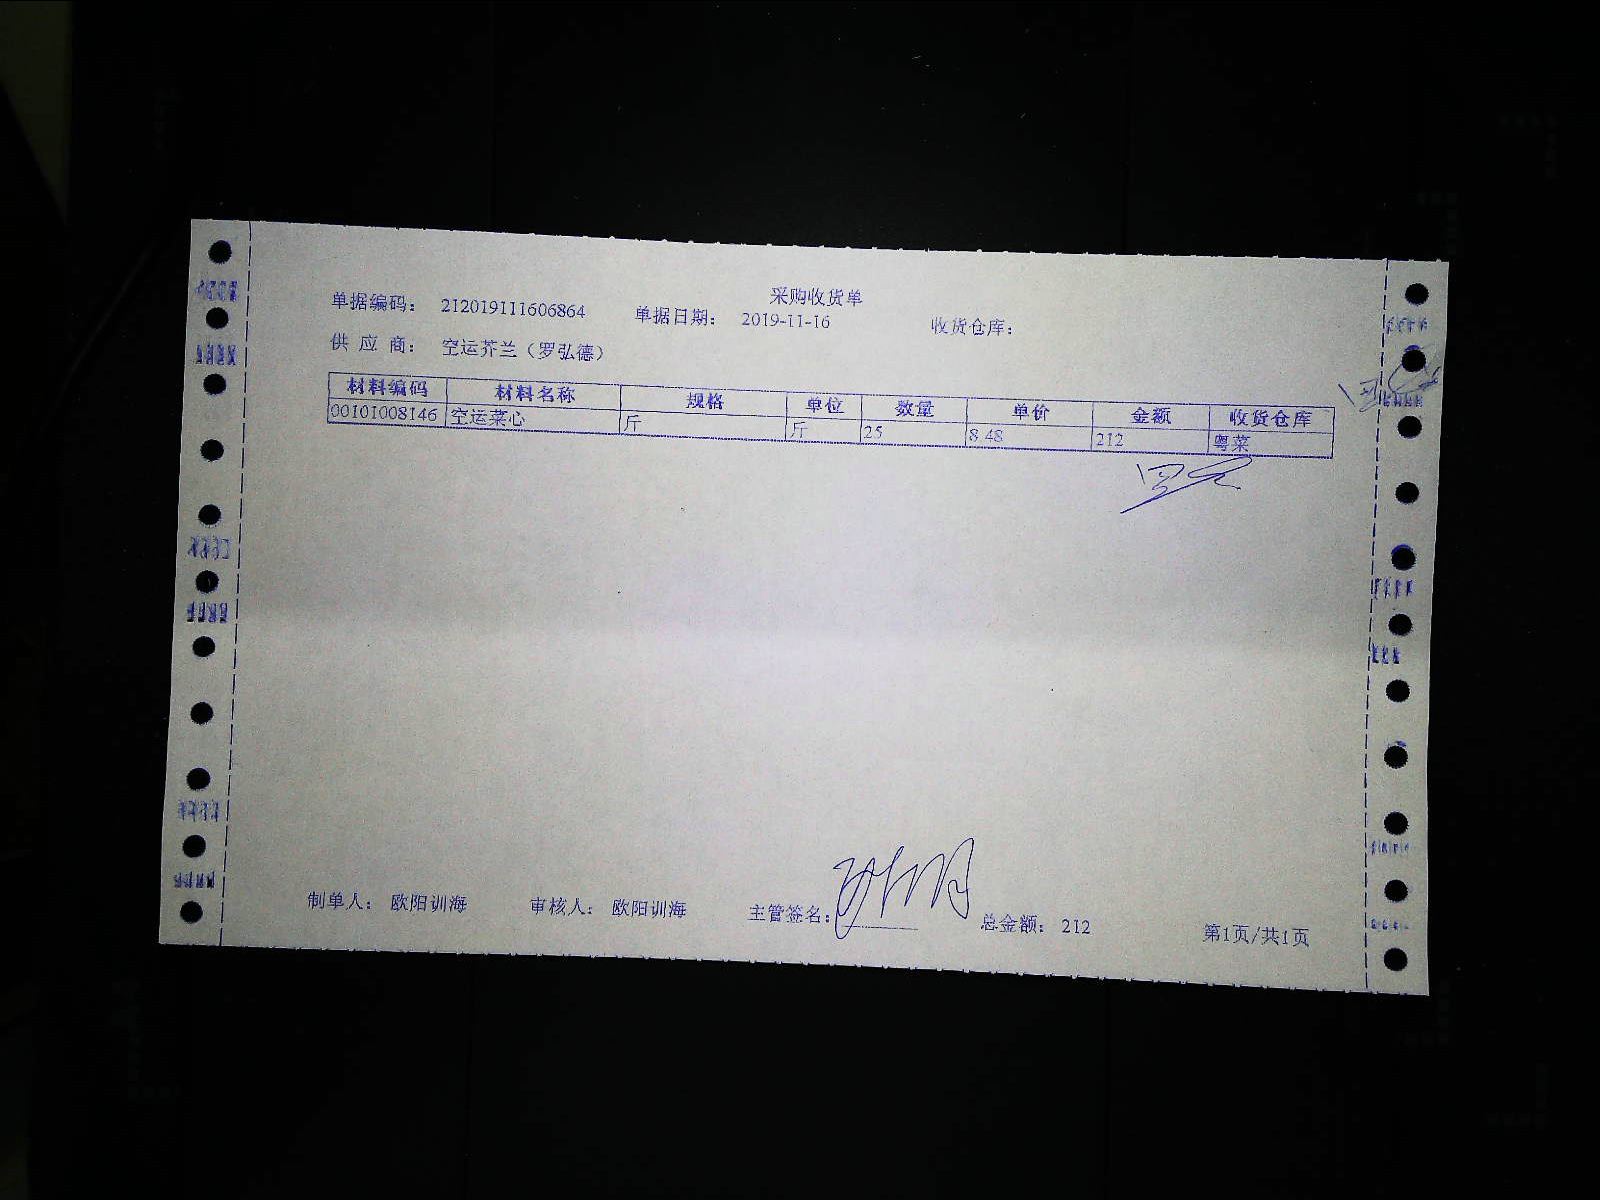 采购收货单
单据编码: 212019111606864 单据日期: 2019-11-16 收货仓库:
供 应 商: 空运芥兰（罗弘德）
材料编码 材料名称 规格 单位 数量 单价 金额 收货仓库
00101008146 空运菜心 斤 斤 25 8.48 212 粤菜
制单人: 欧阳训海 审核人: 欧阳训海 主管签名: 总金额: 212 第1页/共1页